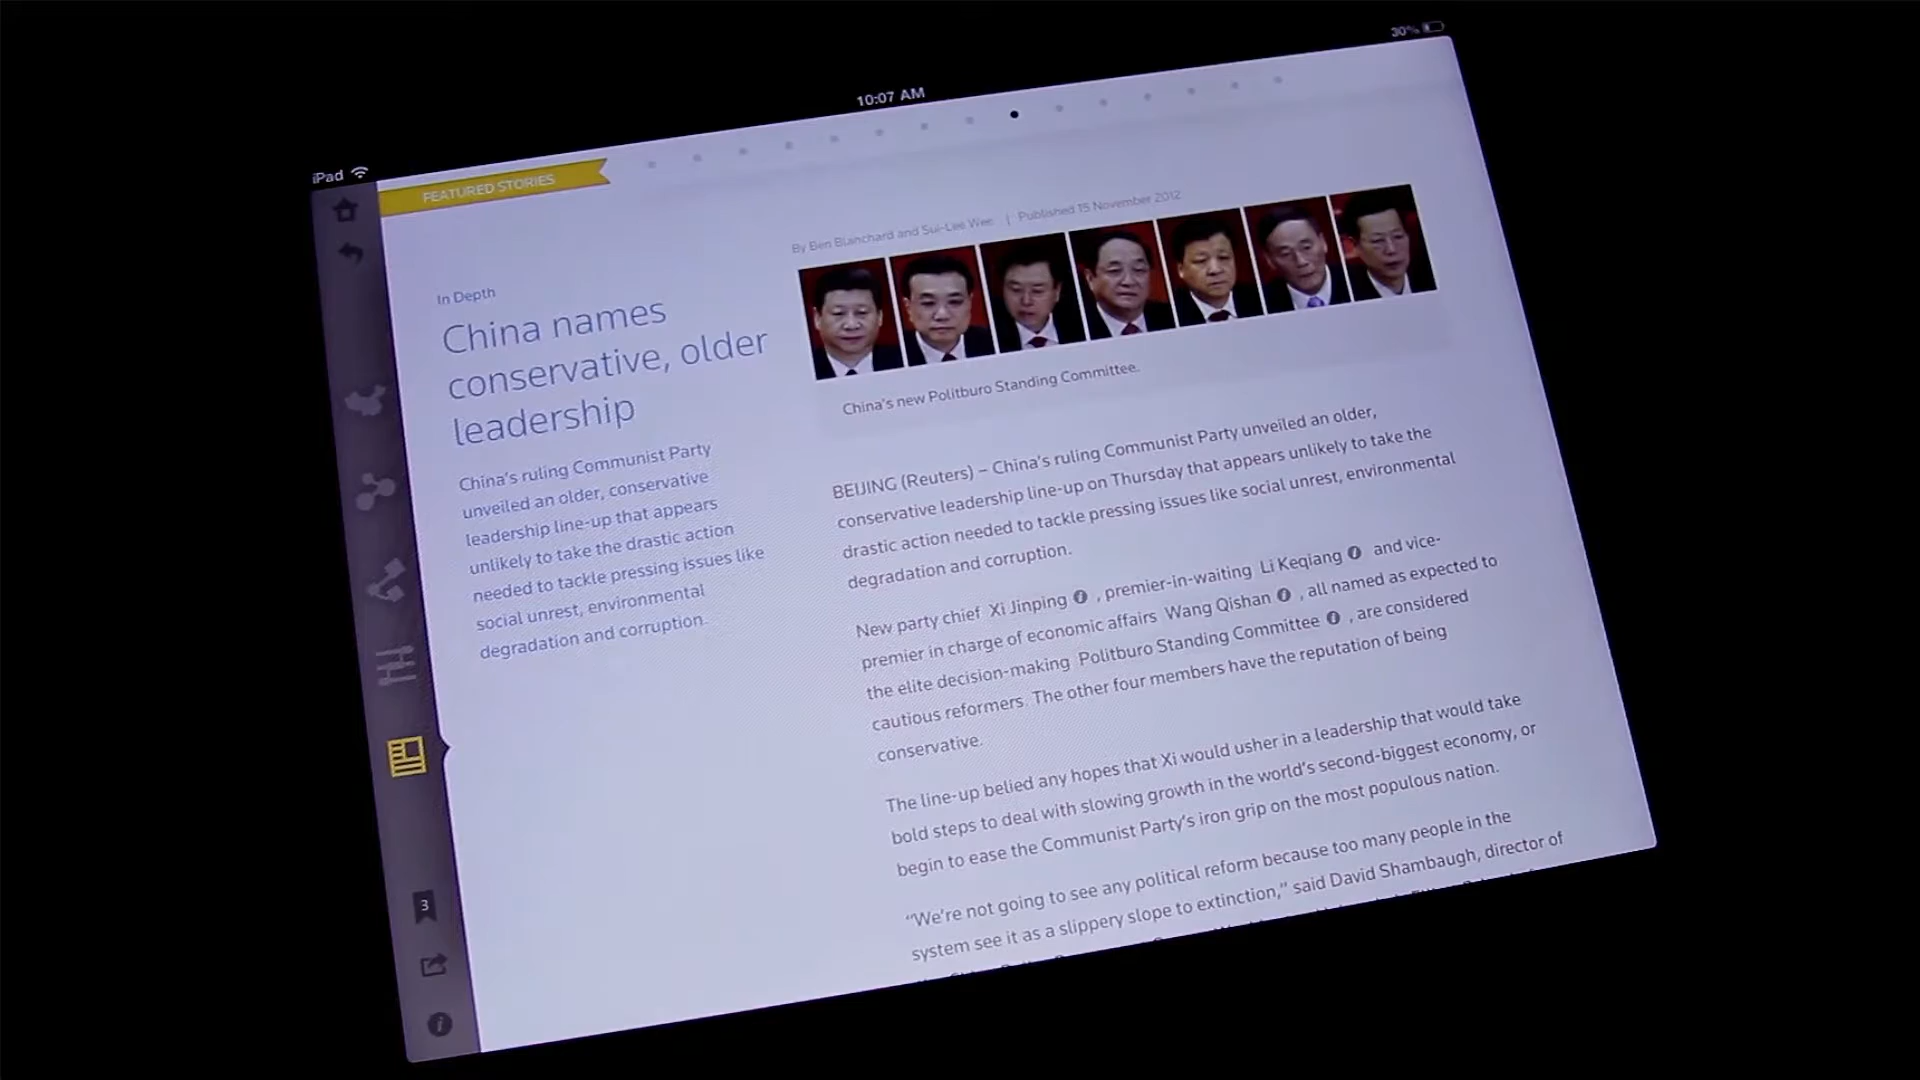 30%
10:07 AM
iPad
FEATURED STORIES
By Ben Blanchard and Sui-Lee Wee | Published 15 November 2012
In Depth
China names
conservative, older
leadership
China's ruling Communist Party
unveiled an older, conservative
leadership line-up that appears
unlikely to take the drastic action
needed to tackle pressing issues like
social unrest, environmental
degradation and corruption.
China's new Politburo Standing Committee.
BEIJING (Reuters) – China's ruling Communist Party unveiled an older,
conservative leadership line-up on Thursday that appears unlikely to take the
drastic action needed to tackle pressing issues like social unrest, environmental
degradation and corruption.
New party chief Xi Jinping i , premier-in-waiting Li Keqiang i and vice-
premier in charge of economic affairs Wang Qishan i , all named as expected to
the elite decision-making Politburo Standing Committee i , are considered
cautious reformers. The other four members have the reputation of being
conservative.
The line-up belied any hopes that Xi would usher in a leadership that would take
bold steps to deal with slowing growth in the world's second-biggest economy, or
begin to ease the Communist Party's iron grip on the most populous nation.
“We're not going to see any political reform because too many people in the
system see it as a slippery slope to extinction,” said David Shambaugh, director of
3
i